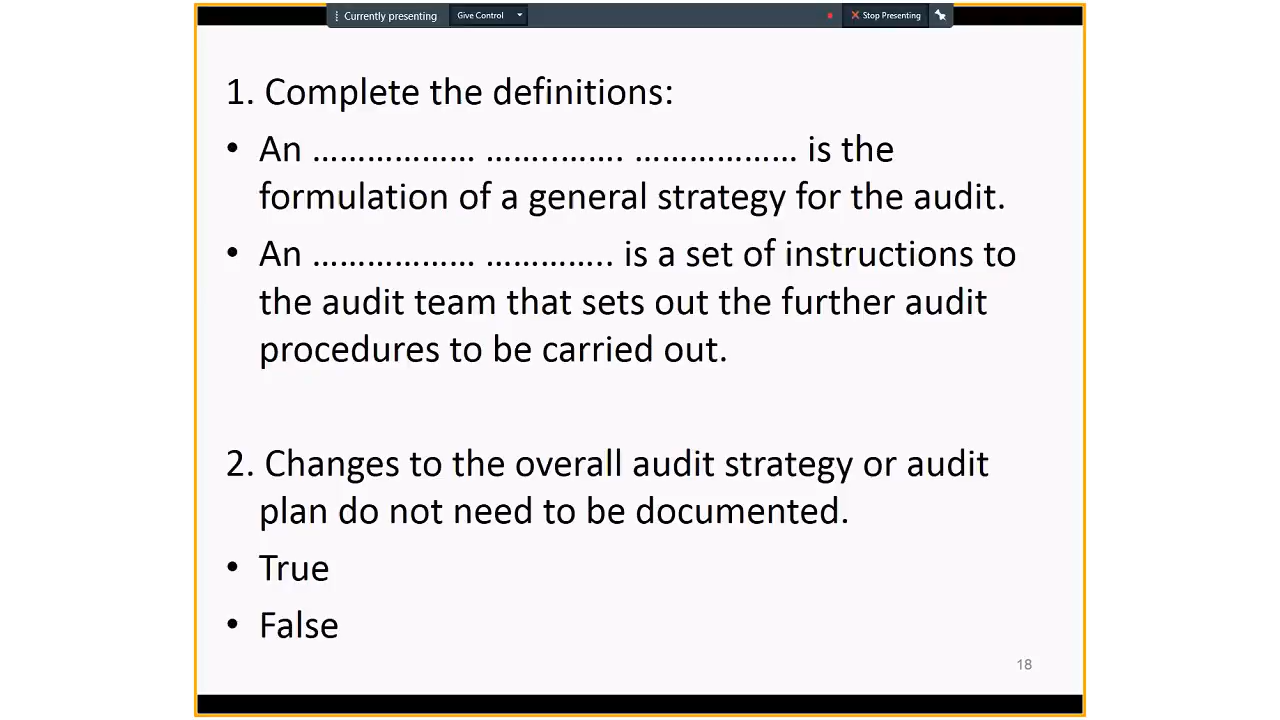 Currently presenting Give Control Stop Presenting
1. Complete the definitions:
• An ……………… ……..……. ……………… is the
formulation of a general strategy for the audit.
• An ……………… ………….. is a set of instructions to
the audit team that sets out the further audit
procedures to be carried out.
2. Changes to the overall audit strategy or audit
plan do not need to be documented.
• True
• False
18